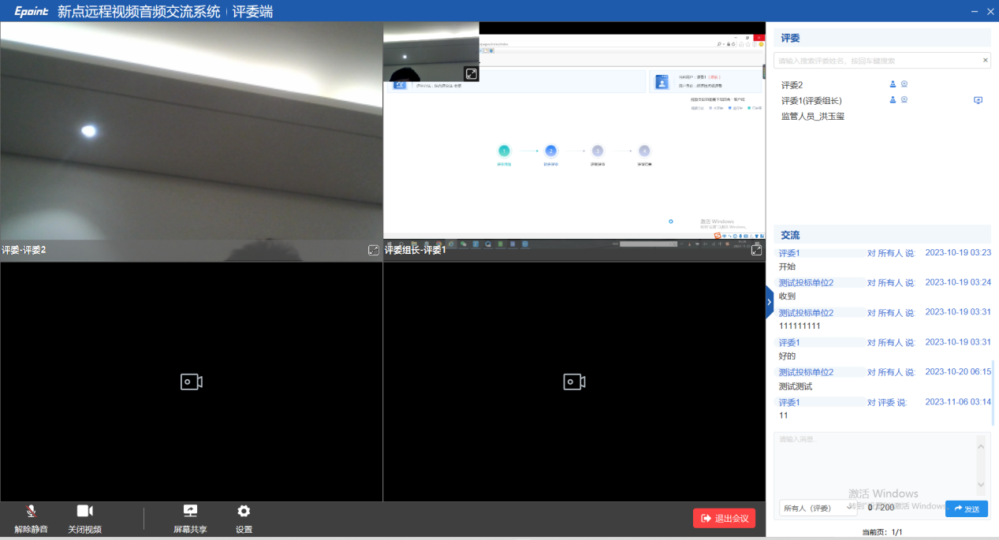 Epoint 新点远程视频音频交流系统 | 评委端
评委
请输入搜索评委姓名，按回车键搜索
评委2
评委1(评委组长)
监管人员_洪玉玺
评委-评委2
评委组长-评委1
1
2
3
4
激活 Windows
交流
评委1 对 所有人 说: 2023-10-19 03:23
开始
测试投标单位2 对 所有人 说: 2023-10-19 03:24
收到
测试投标单位2 对 所有人 说: 2023-10-19 03:31
111111111
评委1 对 所有人 说: 2023-10-19 03:31
好的
测试投标单位2 对 所有人 说: 2023-10-20 06:15
测试测试
评委1 对 评委 说: 2023-11-06 03:14
11
请输入消息..
激活 Windows
转到"设置"以激活 Windows。
所有人（评委） 0 / 200 发送
当前页：1/1
解除静音 关闭视频 屏幕共享 设置 退出会议